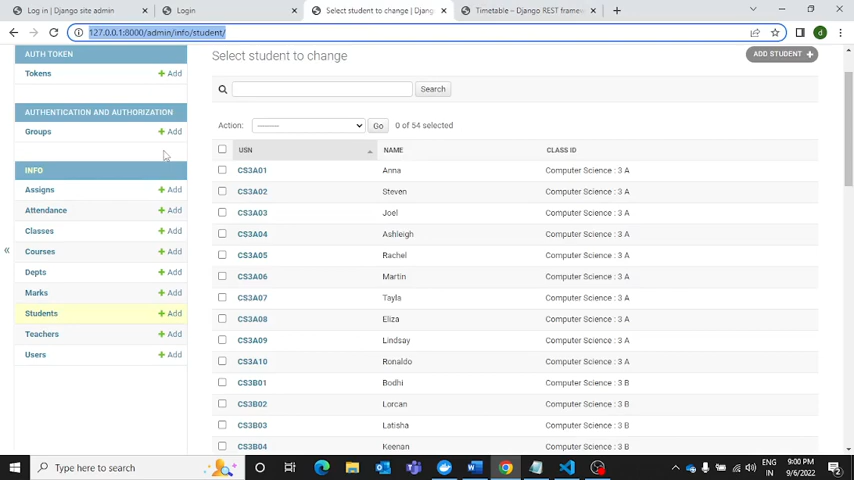 Log in | Django site admin
Login
Select student to change | Djang
Timetable – Django REST framew
127.0.0.1:8000/admin/info/student/
d
AUTH TOKEN
Tokens
Add
AUTHENTICATION AND AUTHORIZATION
Groups
Add
INFO
Assigns
Add
Attendance
Add
Classes
Add
Courses
Add
Depts
Add
Marks
Add
Students
Add
Teachers
Add
Users
Add
«
Select student to change
ADD STUDENT +
Search
Action: --------- Go 0 of 54 selected
USN NAME CLASS ID
CS3A01 Anna Computer Science : 3 A
CS3A02 Steven Computer Science : 3 A
CS3A03 Joel Computer Science : 3 A
CS3A04 Ashleigh Computer Science : 3 A
CS3A05 Rachel Computer Science : 3 A
CS3A06 Martin Computer Science : 3 A
CS3A07 Tayla Computer Science : 3 A
CS3A08 Eliza Computer Science : 3 A
CS3A09 Lindsay Computer Science : 3 A
CS3A10 Ronaldo Computer Science : 3 A
CS3B01 Bodhi Computer Science : 3 B
CS3B02 Lorcan Computer Science : 3 B
CS3B03 Latisha Computer Science : 3 B
CS3B04 Keenan Computer Science : 3 B
Type here to search
ENG
IN
9:00 PM
9/6/2022
2